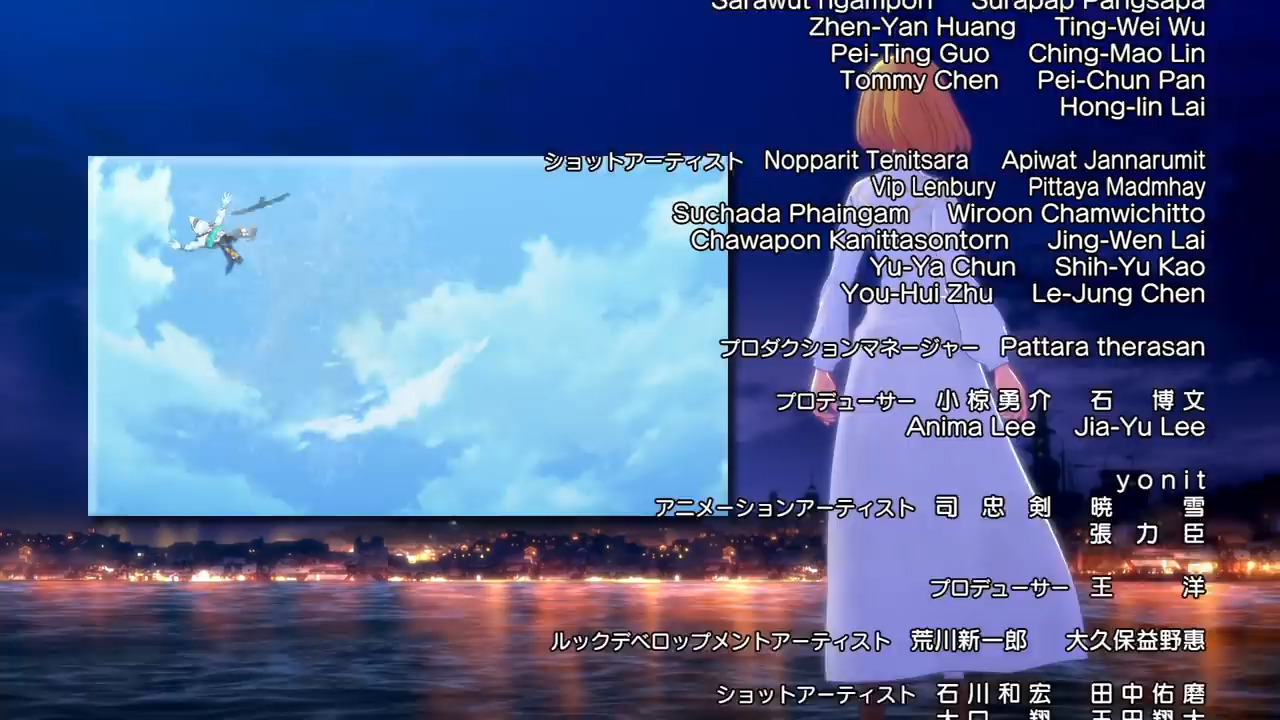 Sarawut ngampon Surapap Pangsapa
Zhen-Yan Huang Ting-Wei Wu
Pei-Ting Guo Ching-Mao Lin
Tommy Chen Pei-Chun Pan
Hong-lin Lai
ショットアーティスト Nopparit Tenitsara Apiwat Jannarumit
Vip Lenbury Pittaya Madmhay
Suchada Phaingam Wiroon Chamwichitto
Chawapon Kanittasontorn Jing-Wen Lai
Yu-Ya Chun Shih-Yu Kao
You-Hui Zhu Le-Jung Chen
プロダクションマネージャー Pattara therasan
プロデューサー 小椋勇介 石 博文
Anima Lee Jia-Yu Lee
yonit
アニメーションアーティスト 司 忠 剣 暁 雪
張 力 臣
プロデューサー 王 洋
ルックデベロップメントアーティスト 荒川新一郎 大久保益野惠
ショットアーティスト 石川和宏 田中佑磨